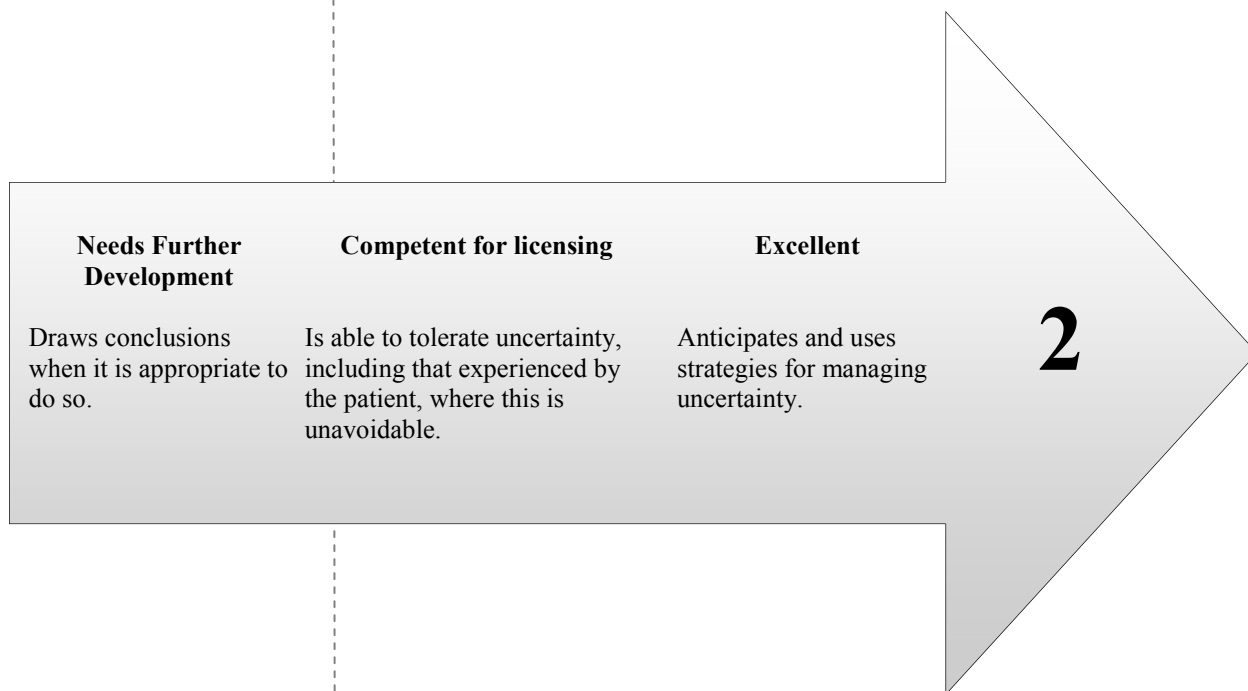 Needs Further
Development
Draws conclusions
when it is appropriate to
do so.
Competent for licensing
Is able to tolerate uncertainty,
including that experienced by
the patient, where this is
unavoidable.
Excellent
Anticipates and uses
strategies for managing
uncertainty.
2